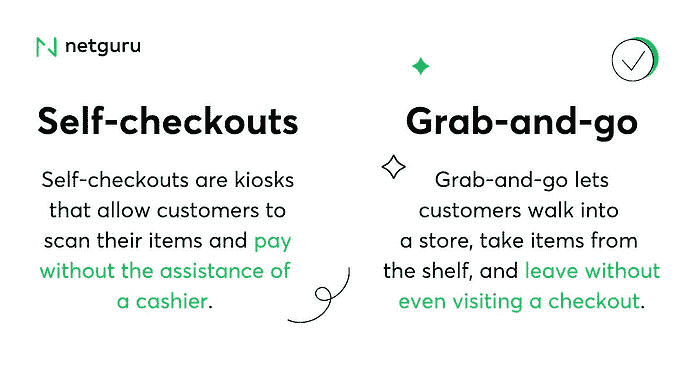 netguru
Self-checkouts
Self-checkouts are kiosks
that allow customers to
scan their items and pay
without the assistance of
a cashier.
Grab-and-go
Grab-and-go lets
customers walk into
a store, take items from
the shelf, and leave without
even visiting a checkout.